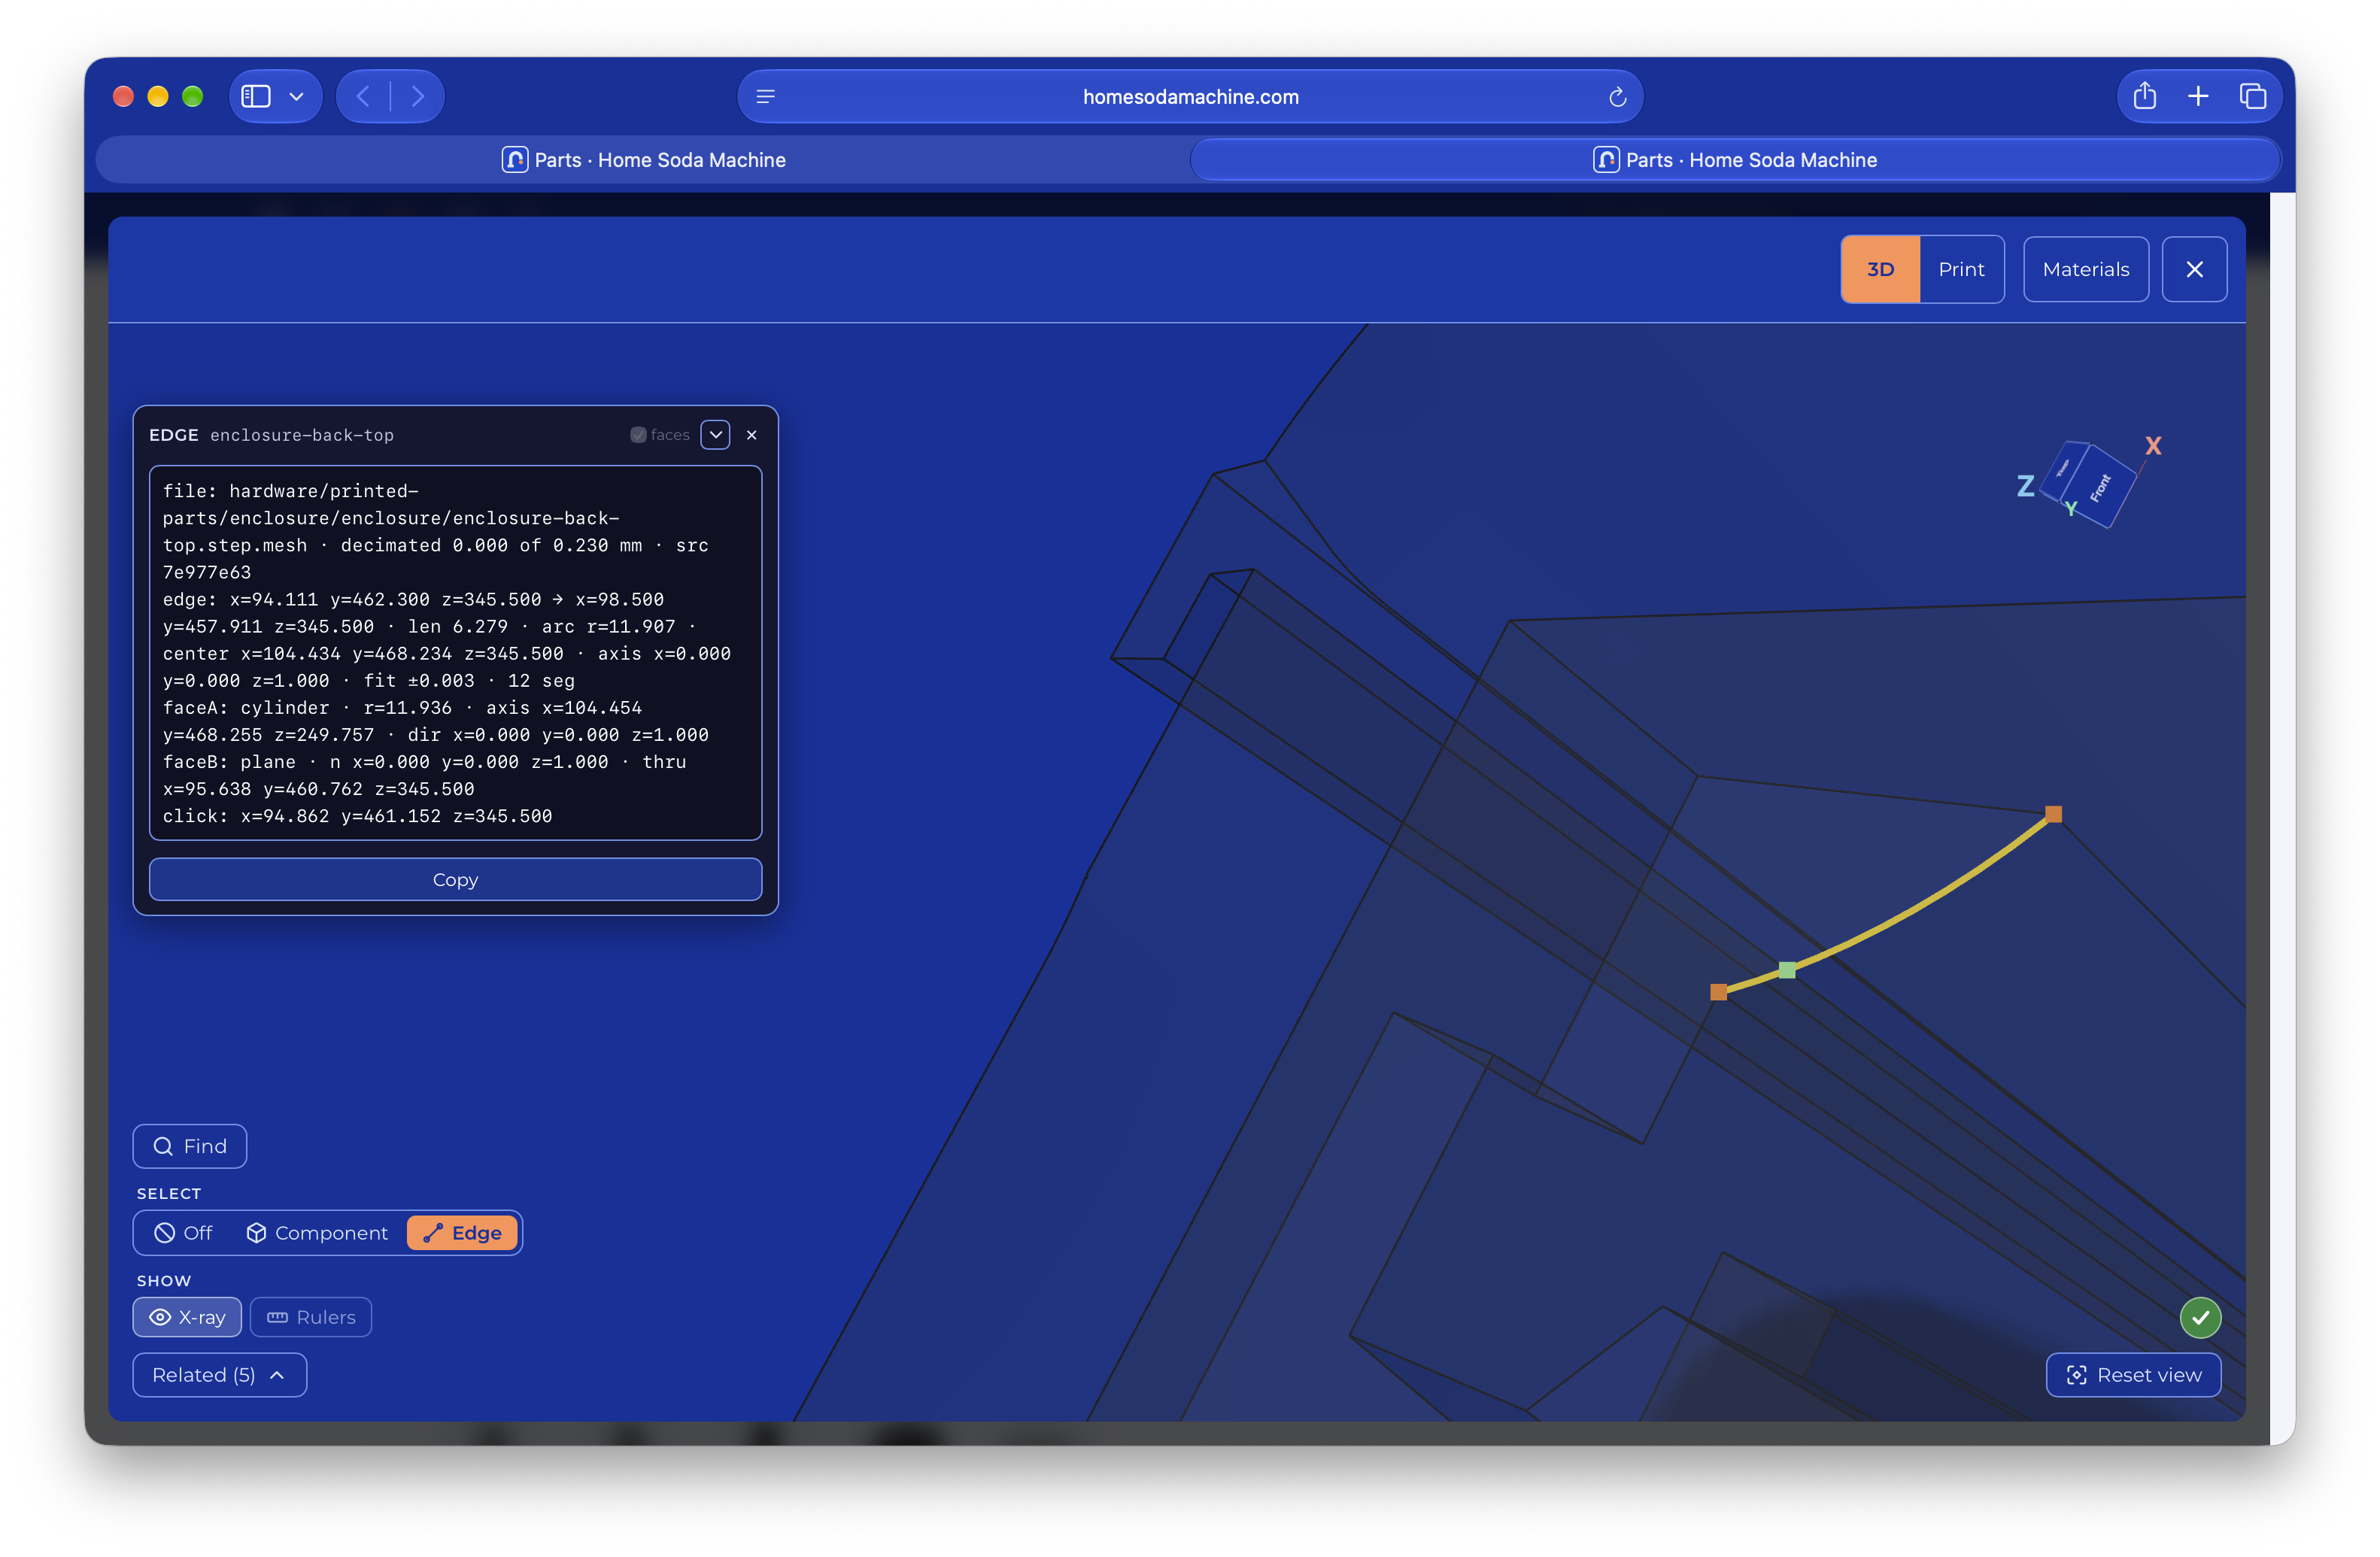 homesodamachine.com
Parts · Home Soda Machine
Parts · Home Soda Machine
3D
Print
Materials
EDGE enclosure-back-top
faces
file: hardware/printed-
parts/enclosure/enclosure/enclosure-back-
top.step.mesh · decimated 0.000 of 0.230 mm · src
7e977e63
edge: x=94.111 y=462.300 z=345.500 → x=98.500
y=457.911 z=345.500 · len 6.279 · arc r=11.907 ·
center x=104.434 y=468.234 z=345.500 · axis x=0.000
y=0.000 z=1.000 · fit ±0.003 · 12 seg
faceA: cylinder · r=11.936 · axis x=104.454
y=468.255 z=249.757 · dir x=0.000 y=0.000 z=1.000
faceB: plane · n x=0.000 y=0.000 z=1.000 · thru
x=95.638 y=460.762 z=345.500
click: x=94.862 y=461.152 z=345.500
Copy
X
Z
Front
Y
Find
SELECT
Off
Component
Edge
SHOW
X-ray
Rulers
Related (5)
Reset view